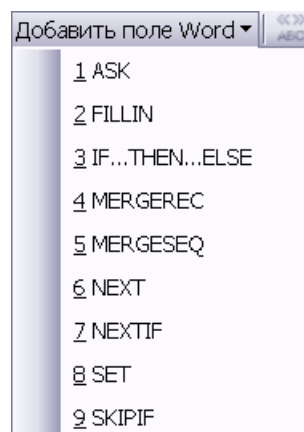 Добавить поле Word
ABC
1 ASK
2 FILLIN
3 IF...THEN...ELSE
4 MERGEREC
5 MERGESEQ
6 NEXT
7 NEXTIF
8 SET
9 SKIPIF